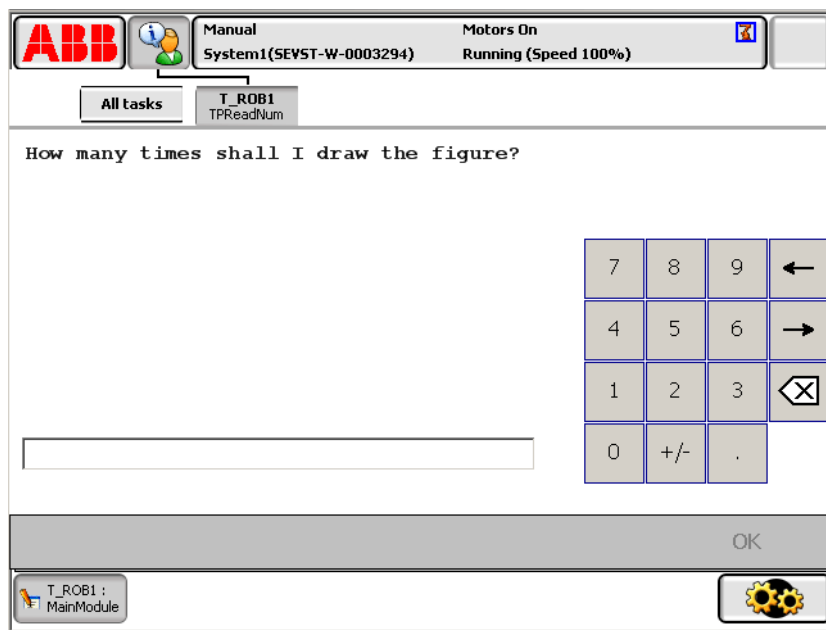 ABB
Manual
System1(SEVST-W-0003294)
Motors On
Running (Speed 100%)
All tasks
T_ROB1
TPReadNum
How many times shall I draw the figure?
7 8 9
4 5 6
1 2 3
0 +/- .
OK
T_ROB1 :
MainModule